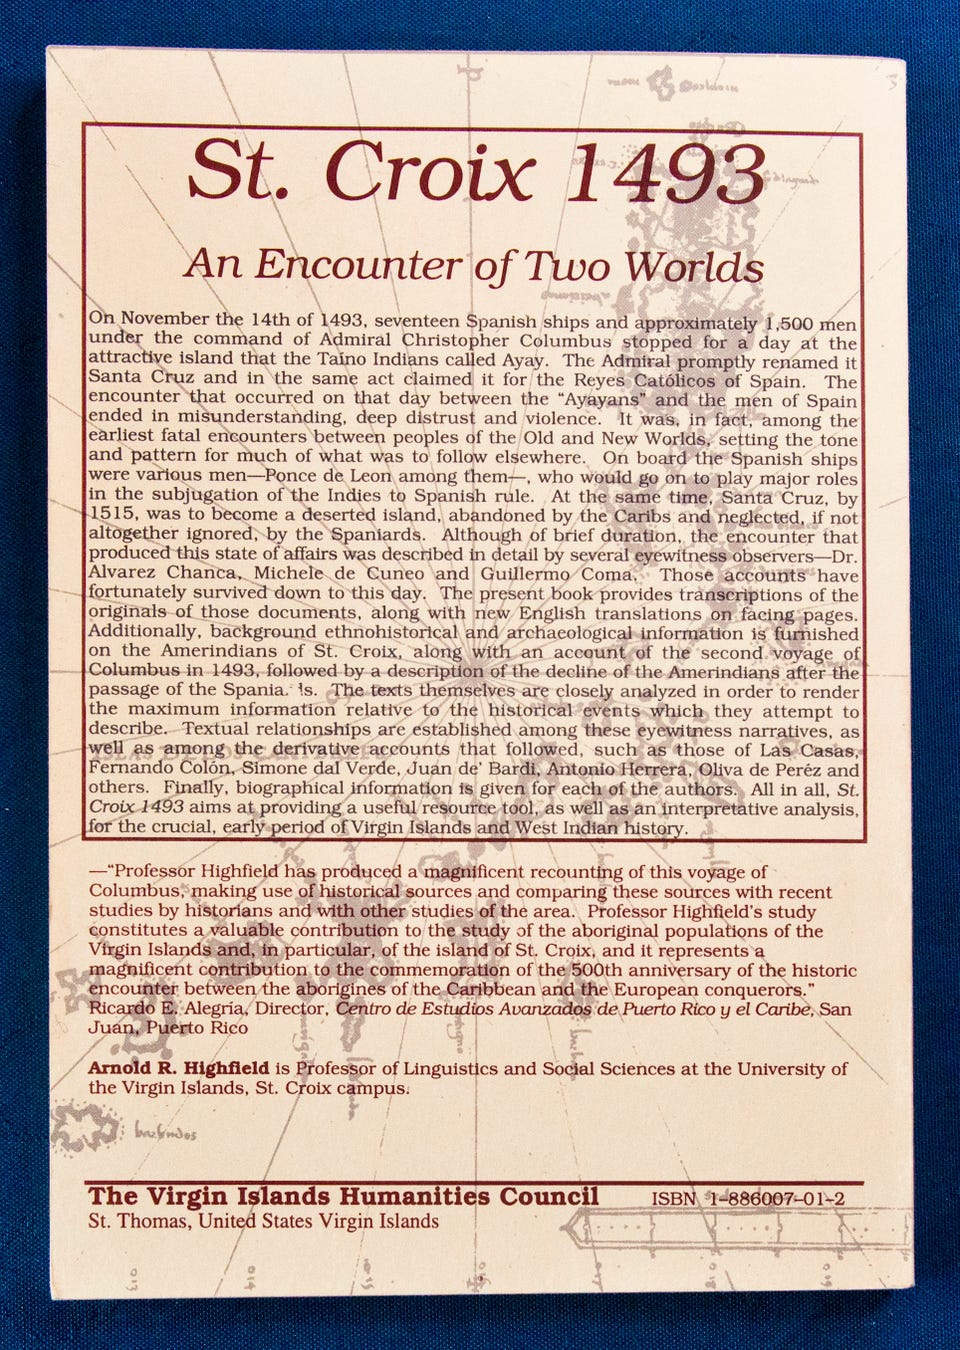 St. Croix 1493
An Encounter of Two Worlds
On November the 14th of 1493, seventeen Spanish ships and approximately 1,500 men
under the command of Admiral Christopher Columbus stopped for a day at the
attractive island that the Taino Indians called Ayay. The Admiral promptly renamed it
Santa Cruz and in the same act claimed it for the Reyes Católicos of Spain. The
encounter that occurred on that day between the “Ayayans” and the men of Spain
ended in misunderstanding, deep distrust and violence. It was, in fact, among the
earliest fatal encounters between peoples of the Old and New Worlds, setting the tone
and pattern for much of what was to follow elsewhere. On board the Spanish ships
were various men—Ponce de Leon among them—, who would go on to play major roles
in the subjugation of the Indies to Spanish rule. At the same time, Santa Cruz, by
1515, was to become a deserted island, abandoned by the Caribs and neglected, if not
altogether ignored, by the Spaniards. Although of brief duration, the encounter that
produced this state of affairs was described in detail by several eyewitness observers—Dr.
Alvarez Chanca, Michele de Cuneo and Guillermo Coma. Those accounts have
fortunately survived down to this day. The present book provides transcriptions of the
originals of those documents, along with new English translations on facing pages.
Additionally, background ethnohistorical and archaeological information is furnished
on the Amerindians of St. Croix, along with an account of the second voyage of
Columbus in 1493, followed by a description of the decline of the Amerindians after the
passage of the The texts themselves are closely analyzed in order to render
the maximum information relative to the historical events which they attempt to
describe. Textual relationships are established among these eyewitness narratives, as
well as among the derivative accounts that followed, such as those of Las Casas,
Fernando Colón, Simone dal Verde, Juan de' Bardi, Antonio Herrera, Oliva de Peréz and
others. Finally, biographical information is given for each of the authors. All in all, St.
Croix 1493 aims at providing a useful resource tool, as well as an interpretative analysis,
for the crucial, early period of Virgin Islands and West Indian history.
—“Professor Highfield has produced a magnificent recounting of this voyage of
Columbus, making use of historical sources and comparing these sources with recent
studies by historians and with other studies of the area. Professor Highfield's study
constitutes a valuable contribution to the study of the aboriginal populations of the
Virgin Islands and, in particular, of the island of St. Croix, and it represents a
magnificent contribution to the commemoration of the 500th anniversary of the historic
encounter between the aborigines of the Caribbean and the European conquerors.”
Ricardo E. Alegría, Director, Centro de Estudios Avanzados de Puerto Rico y el Caribe, San
Juan, Puerto Rico
Arnold R. Highfield is Professor of Linguistics and Social Sciences at the University of
the Virgin Islands, St. Croix campus.
The Virgin Islands Humanities Council ISBN 1-886007-01-2
St. Thomas, United States Virgin Islands